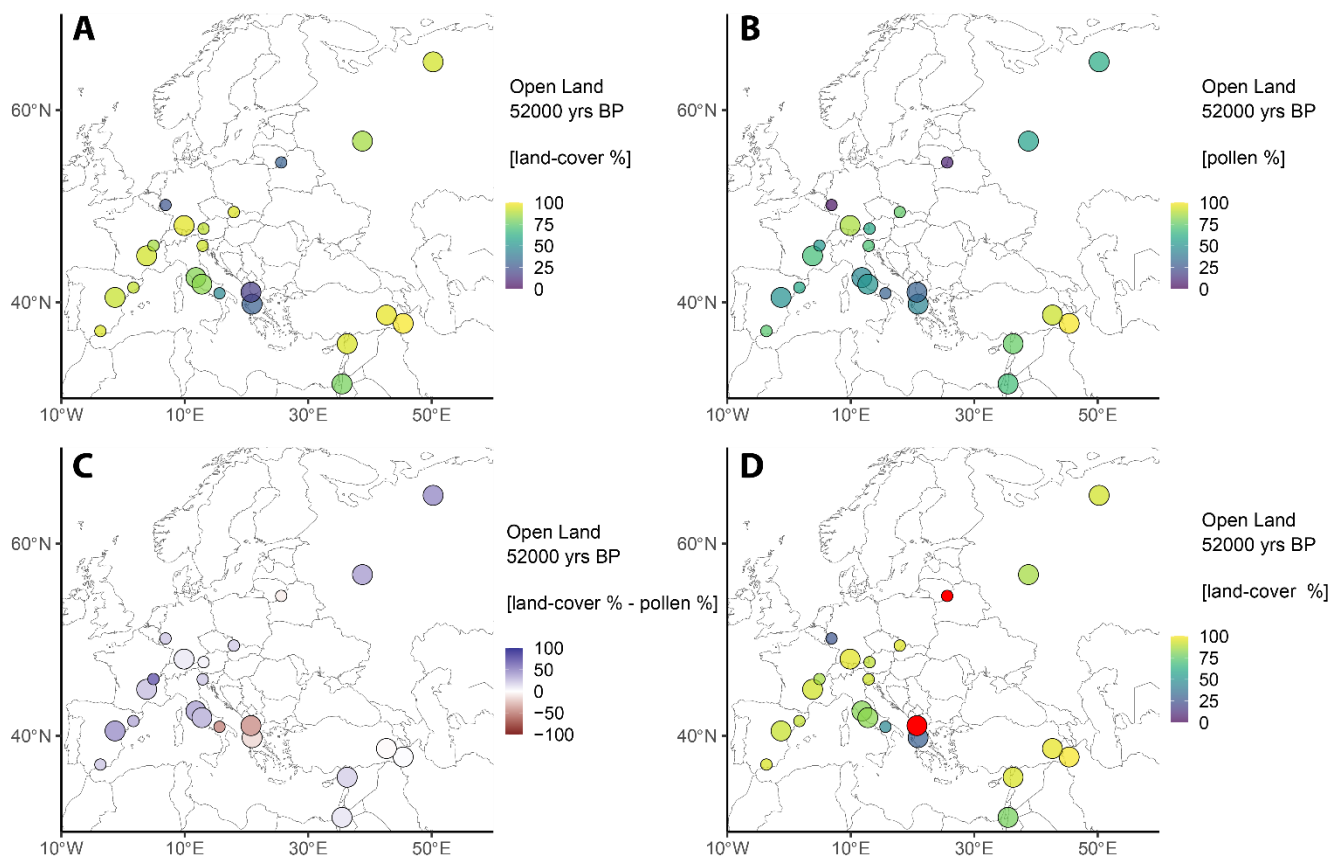 A
Open Land
52000 yrs BP
[land-cover %]
100
75
50
25
0
60°N
40°N
10°W
10°E
30°E
50°E
B
Open Land
52000 yrs BP
[pollen %]
100
75
50
25
0
60°N
40°N
10°W
10°E
30°E
50°E
C
Open Land
52000 yrs BP
[land-cover % - pollen %]
100
50
0
−50
−100
60°N
40°N
10°W
10°E
30°E
50°E
D
Open Land
52000 yrs BP
[land-cover %]
100
75
50
25
0
60°N
40°N
10°W
10°E
30°E
50°E